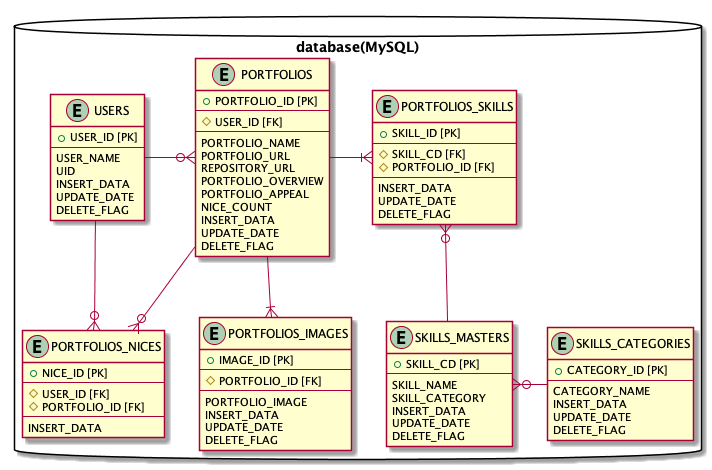 database(MySQL)
E PORTFOLIOS
PORTFOLIO_ID [PK]
USER_ID [FK]
PORTFOLIO_NAME
PORTFOLIO_URL
REPOSITORY_URL
PORTFOLIO_OVERVIEW
PORTFOLIO_APPEAL
NICE_COUNT
INSERT_DATA
UPDATE_DATE
DELETE_FLAG
E USERS
USER_ID [PK]
USER_NAME
UID
INSERT_DATA
UPDATE_DATE
DELETE_FLAG
E PORTFOLIOS_SKILLS
SKILL_ID [PK]
SKILL_CD [FK]
PORTFOLIO_ID [FK]
INSERT_DATA
UPDATE_DATE
DELETE_FLAG
E PORTFOLIOS_NICES
NICE_ID [PK]
USER_ID [FK]
PORTFOLIO_ID [FK]
INSERT_DATA
E PORTFOLIOS_IMAGES
IMAGE_ID [PK]
PORTFOLIO_ID [FK]
PORTFOLIO_IMAGE
INSERT_DATA
UPDATE_DATE
DELETE_FLAG
E SKILLS_MASTERS
SKILL_CD [PK]
SKILL_NAME
SKILL_CATEGORY
INSERT_DATA
UPDATE_DATE
DELETE_FLAG
E SKILLS_CATEGORIES
CATEGORY_ID [PK]
CATEGORY_NAME
INSERT_DATA
UPDATE_DATE
DELETE_FLAG